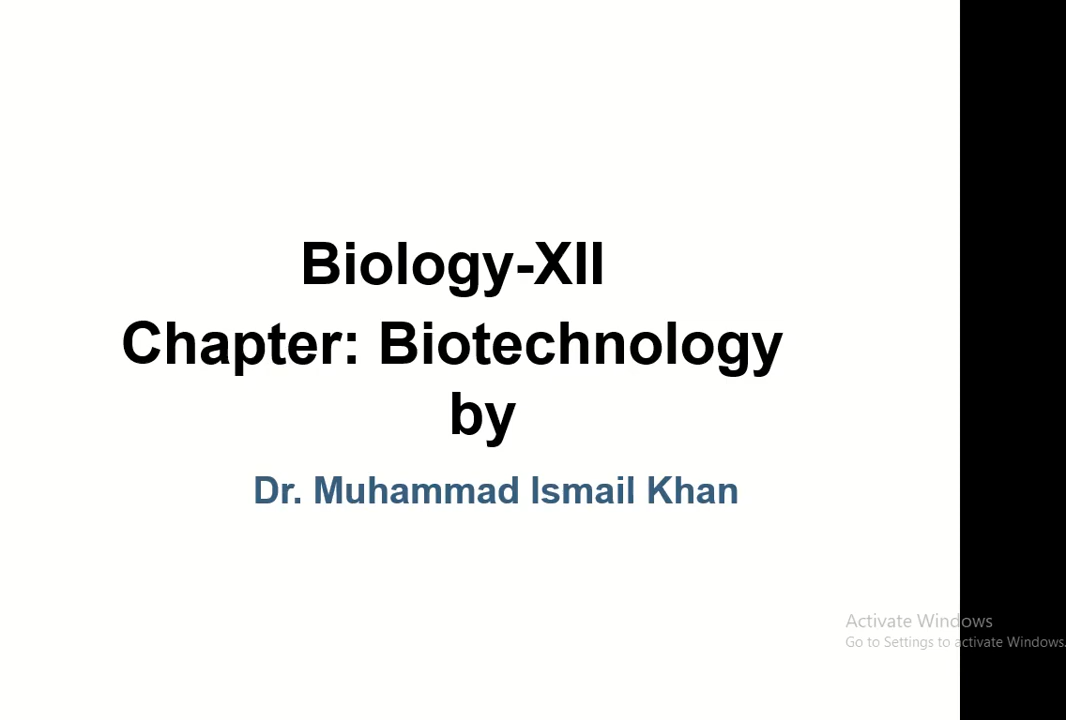 Biology-XII
Chapter: Biotechnology
by
Dr. Muhammad Ismail Khan
Activate Windows
Go to Settings to activate Windows.